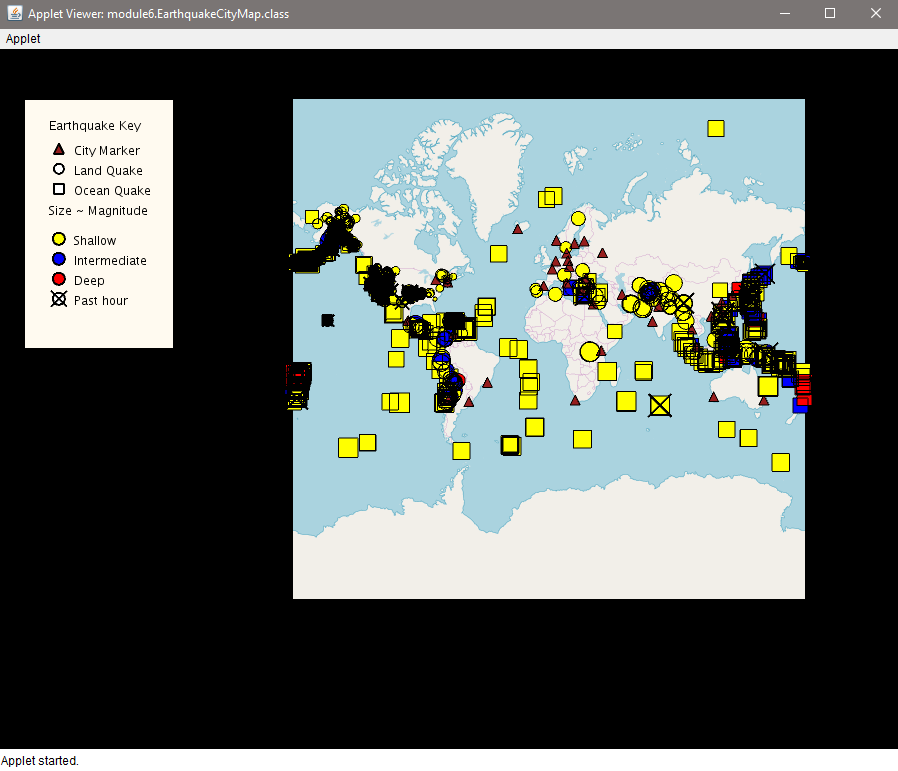 Applet Viewer: module6.EarthquakeCityMap.class
Applet
Earthquake Key
City Marker
Land Quake
Ocean Quake
Size ~ Magnitude
Shallow
Intermediate
Deep
Past hour
Applet started.